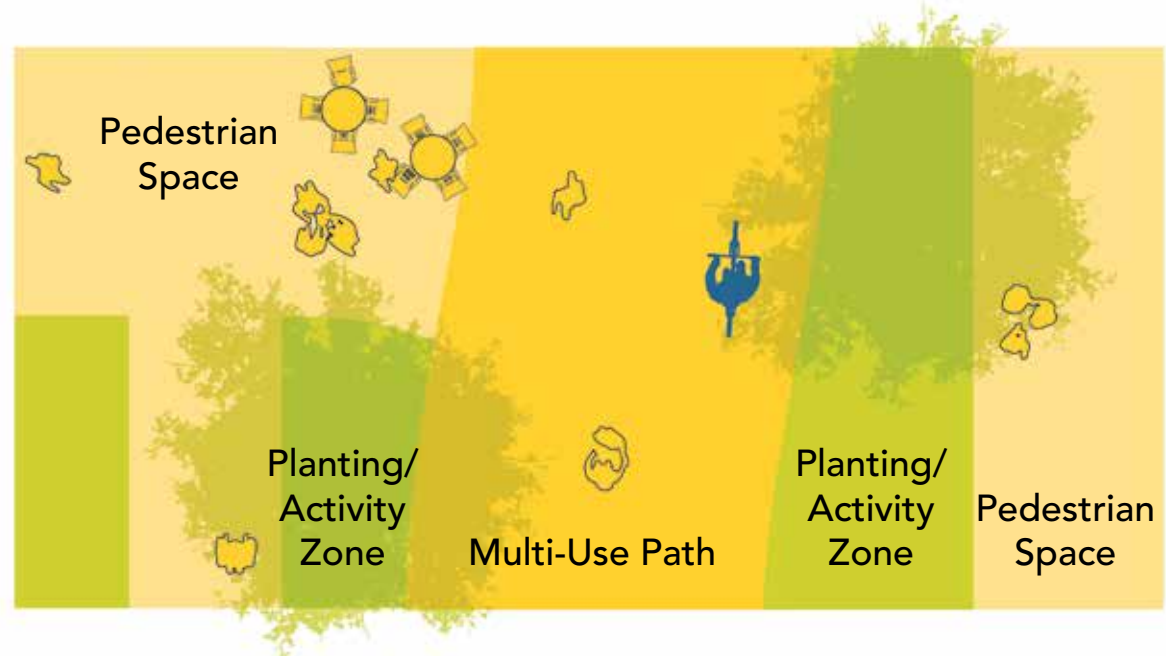 Pedestrian
Space
Planting/
Activity
Zone
Multi-Use Path
Planting/
Activity
Zone
Pedestrian
Space